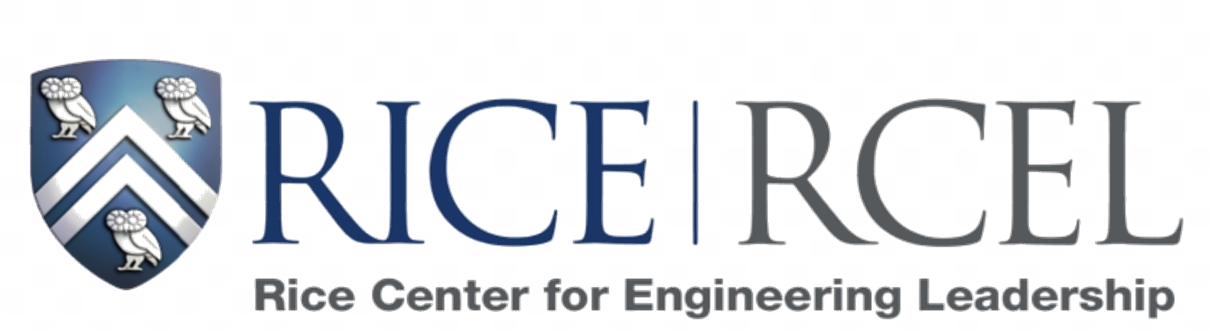 RICE | RCEL
Rice Center for Engineering Leadership